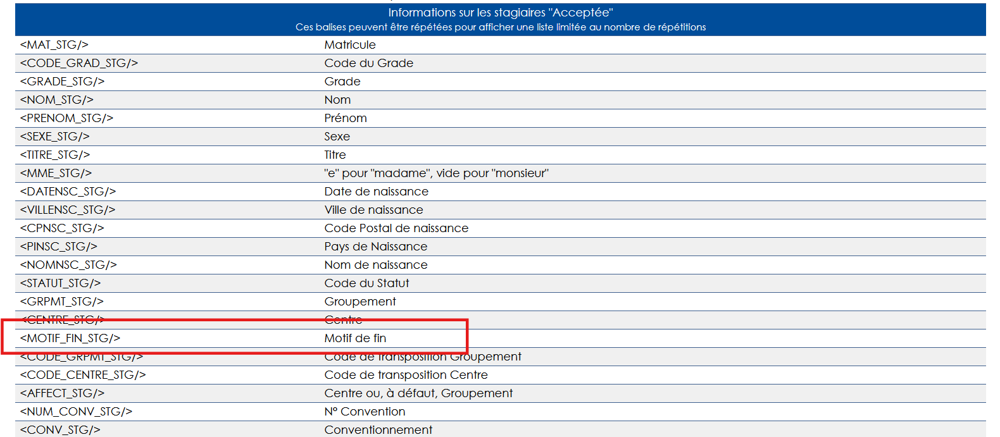 Informations sur les stagiaires "Acceptée"
Ces balises peuvent être répétées pour afficher une liste limitée au nombre de répétitions
<MAT_STG/> Matricule
<CODE_GRAD_STG/> Code du Grade
<GRADE_STG/> Grade
<NOM_STG/> Nom
<PRENOM_STG/> Prénom
<SEXE_STG/> Sexe
<TITRE_STG/> Titre
<MME_STG/> "e" pour "madame", vide pour "monsieur"
<DATENSC_STG/> Date de naissance
<VILLENSC_STG/> Ville de naissance
<CPNSC_STG/> Code Postal de naissance
<PINSC_STG/> Pays de Naissance
<NOMNSC_STG/> Nom de naissance
<STATUT_STG/> Code du Statut
<GRPMT_STG/> Groupement
<CENTRE_STG/> Centre
<MOTIF_FIN_STG/> Motif de fin
<CODE_GRPMT_STG/> Code de transposition Groupement
<CODE_CENTRE_STG/> Code de transposition Centre
<AFFECT_STG/> Centre ou, à défaut, Groupement
<NUM_CONV_STG/> N° Convention
<CONV_STG/> Conventionnement